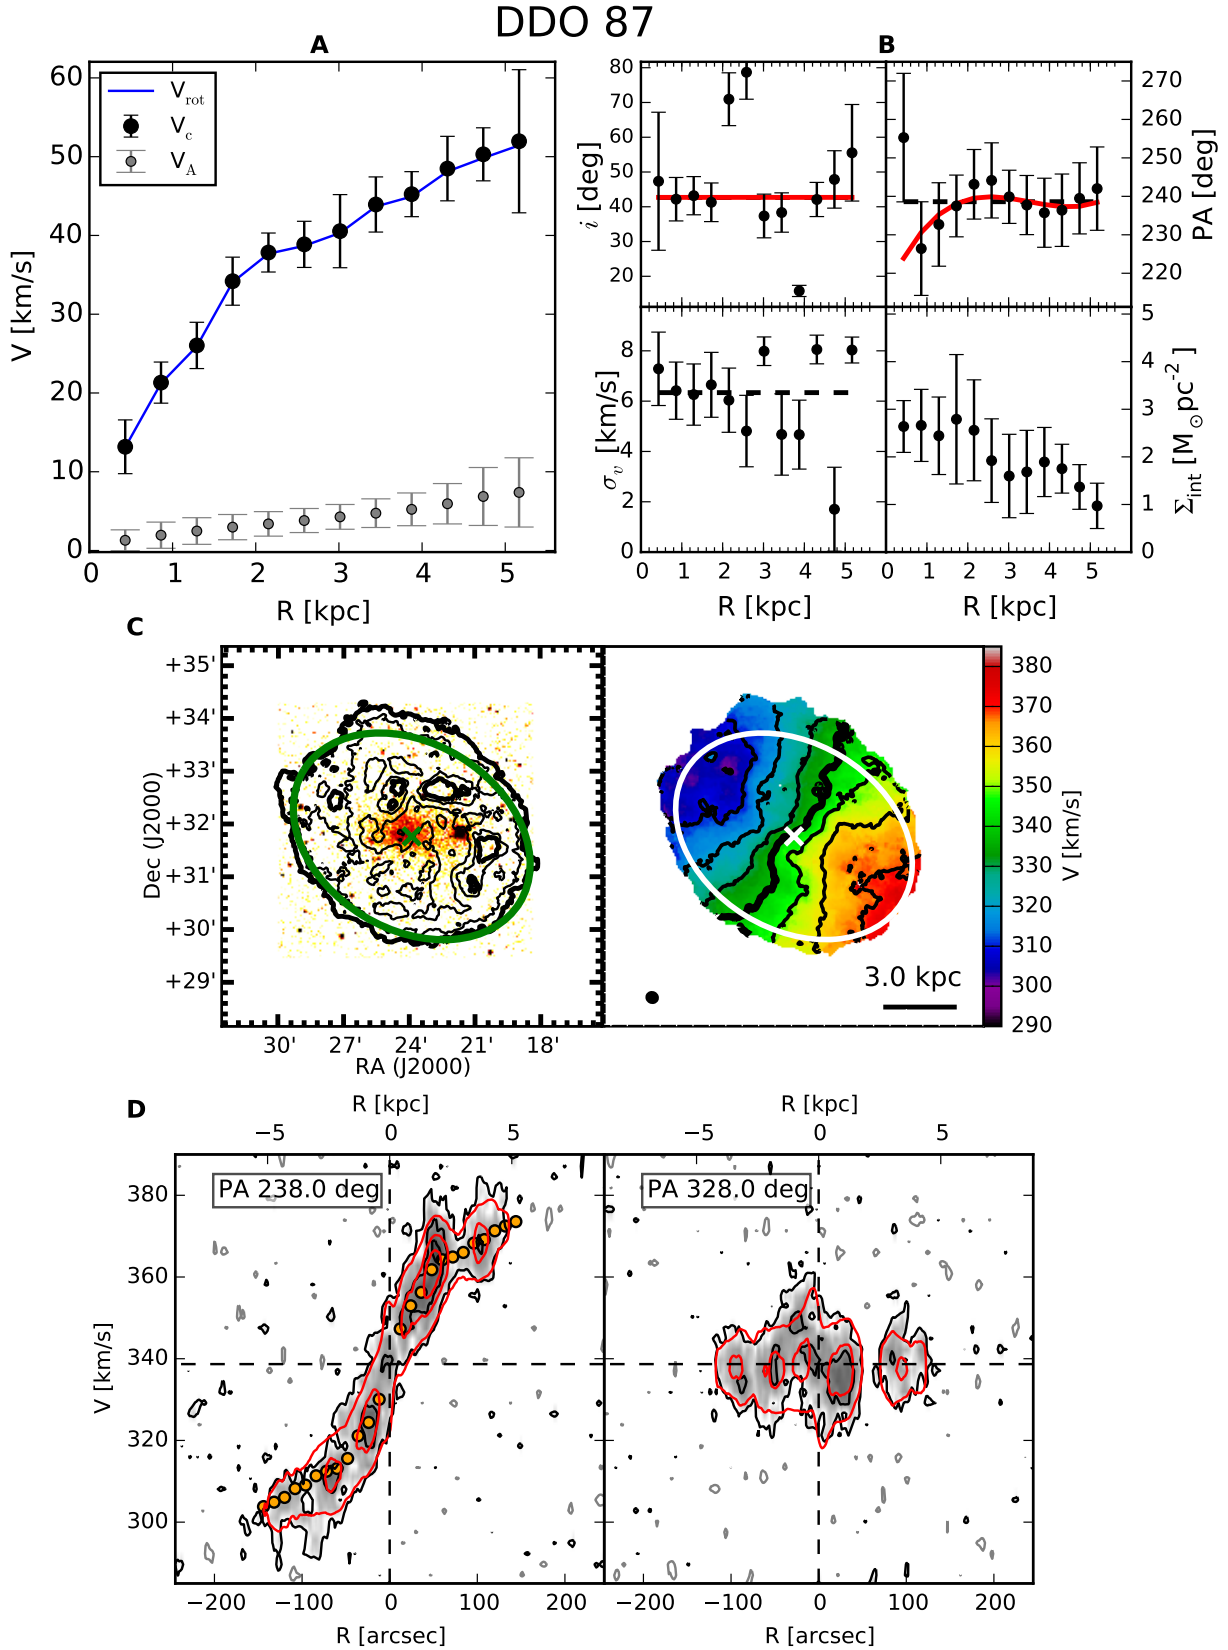 DDO 87
A
B
60
50
40
30
20
10
0
V [km/s]
V_rot
V_c
V_A
0 1 2 3 4 5
R [kpc]
80
70
60
50
40
30
20
i [deg]
270
260
250
240
230
220
PA [deg]
8
6
4
2
0
σ_v [km/s]
5
4
3
2
1
0
Σ_int [M_⊙pc^-2]
0 1 2 3 4 5
0 1 2 3 4 5
R [kpc]
R [kpc]
C
+35'
+34'
+33'
+32'
+31'
+30'
+29'
Dec (J2000)
30' 27' 24' 21' 18'
RA (J2000)
3.0 kpc
380
370
360
350
340
330
320
310
300
290
V [km/s]
D
R [kpc]
R [kpc]
−5 0 5
−5 0 5
PA 238.0 deg
PA 328.0 deg
380
360
340
320
300
V [km/s]
−200 −100 0 100 200
−200 −100 0 100 200
R [arcsec]
R [arcsec]